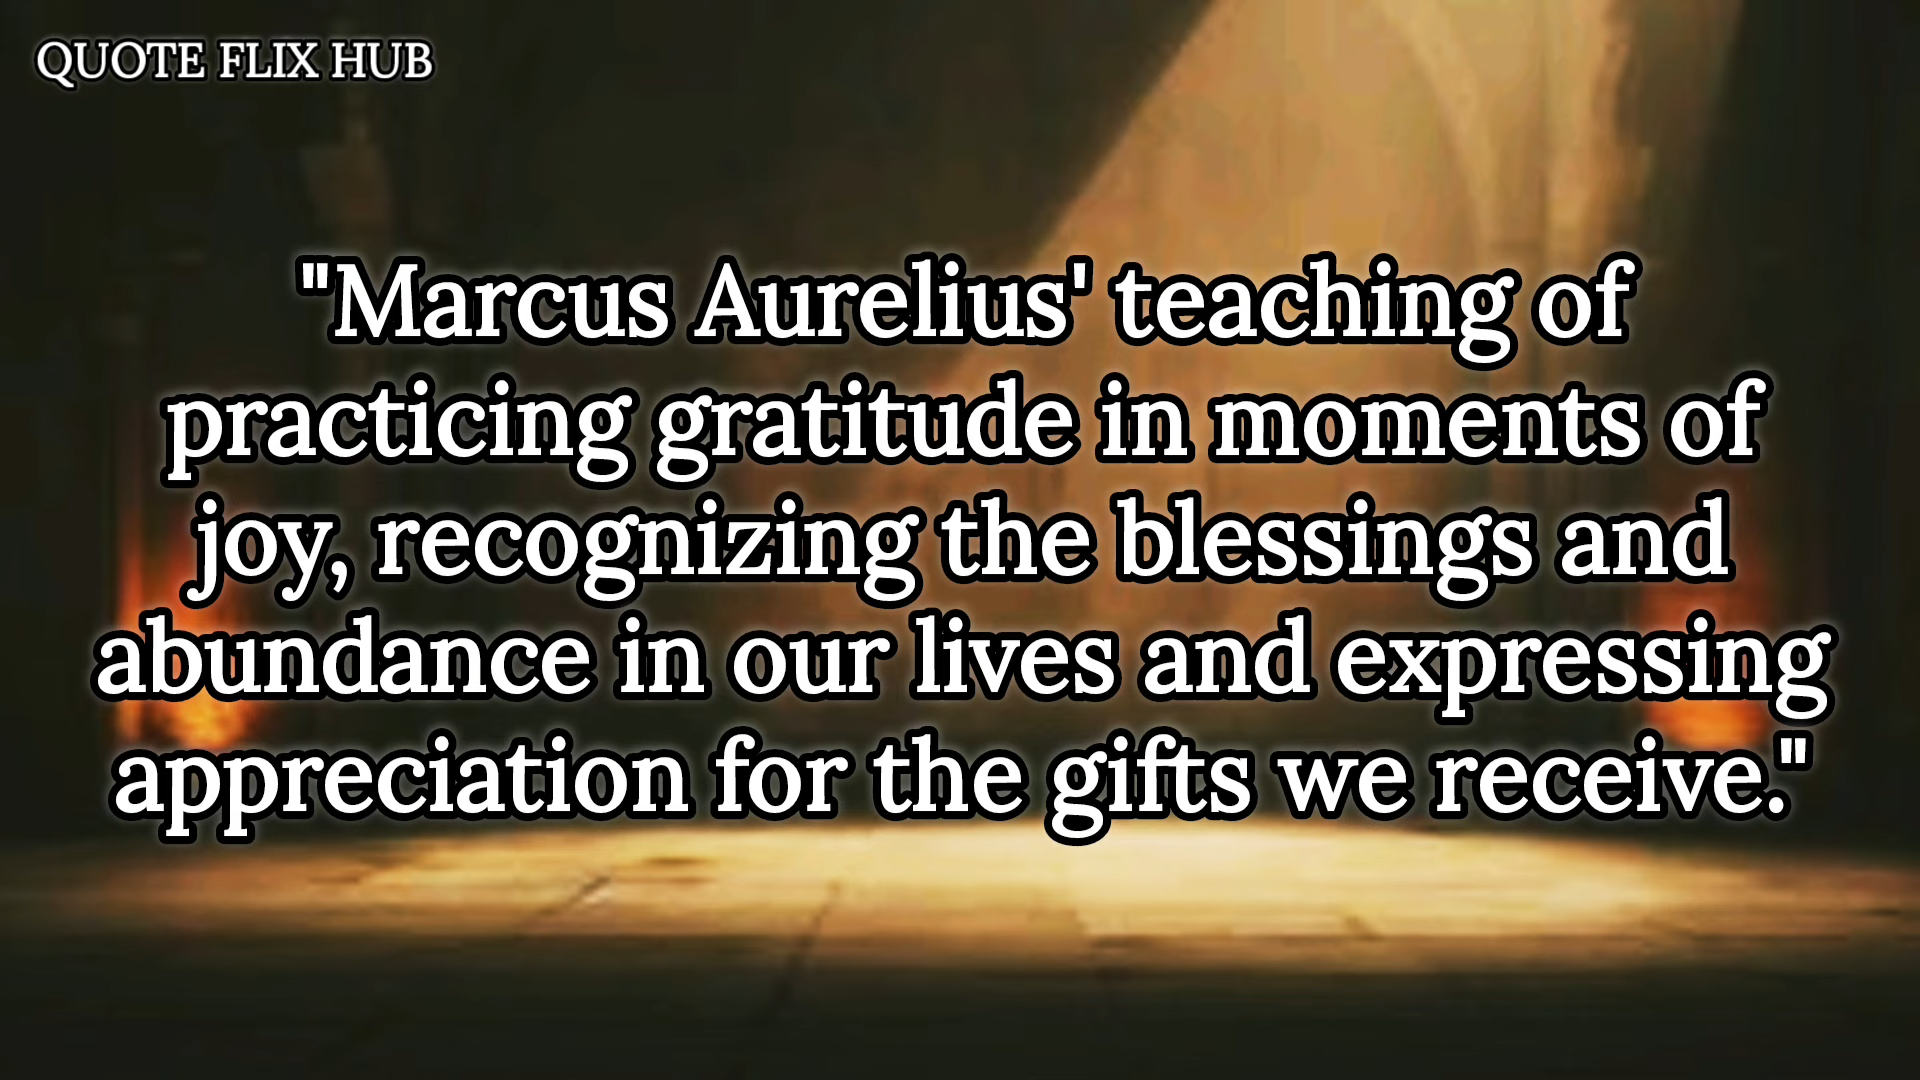 QUOTE FLIX HUB
"Marcus Aurelius' teaching of
practicing gratitude in moments of
joy, recognizing the blessings and
abundance in our lives and expressing
appreciation for the gifts we receive."